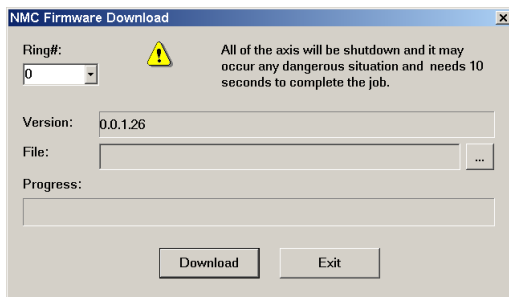 NMC Firmware Download
Ring#:
0
All of the axis will be shutdown and it may
occur any dangerous situation and needs 10
seconds to complete the job.
Version: 0.0.1.26
File: ...
Progress:
Download Exit